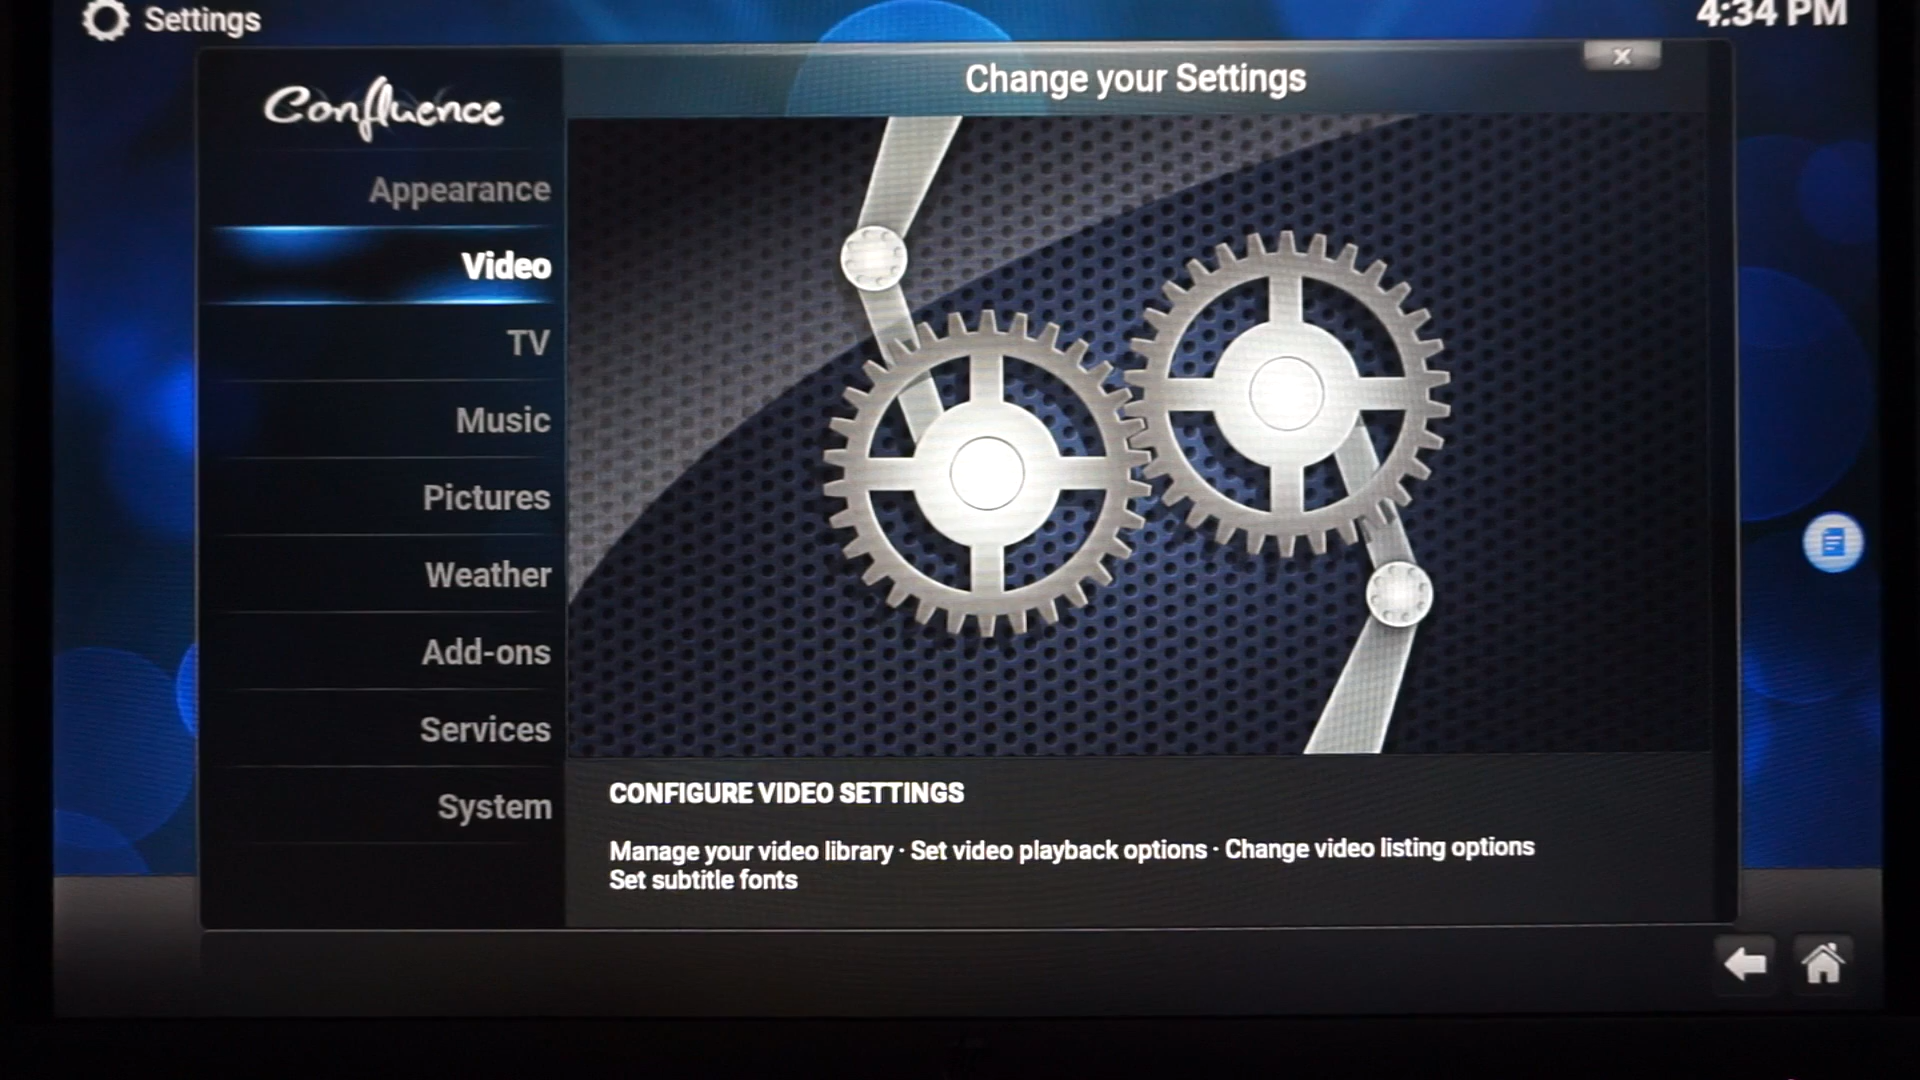 Settings
4:34 PM
Confluence
Change your Settings
x
Appearance
Video
TV
Music
Pictures
Weather
Add-ons
Services
System
CONFIGURE VIDEO SETTINGS
Manage your video library · Set video playback options · Change video listing options
Set subtitle fonts